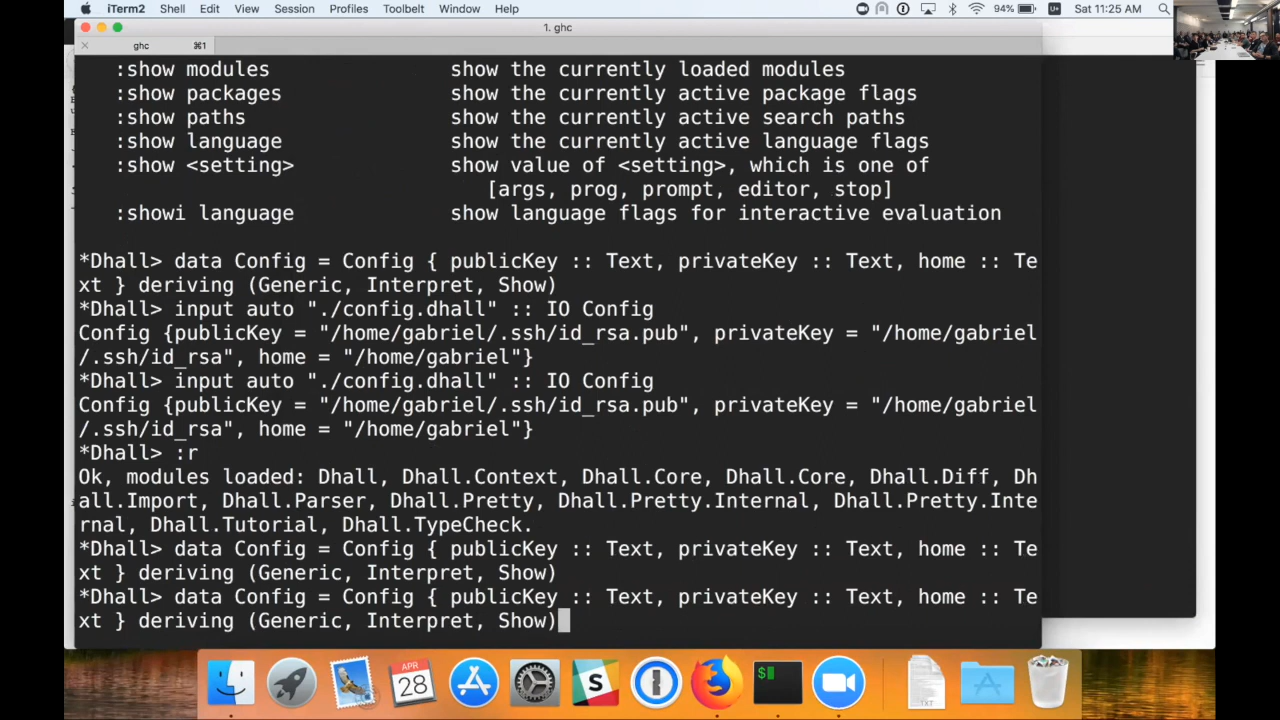 iTerm2 Shell Edit View Session Profiles Toolbelt Window Help 94% U+ Sat 11:25 AM
1. ghc
ghc ⌘1
:show modules show the currently loaded modules
:show packages show the currently active package flags
:show paths show the currently active search paths
:show language show the currently active language flags
:show <setting> show value of <setting>, which is one of
[args, prog, prompt, editor, stop]
:showi language show language flags for interactive evaluation
*Dhall> data Config = Config { publicKey :: Text, privateKey :: Text, home :: Te
xt } deriving (Generic, Interpret, Show)
*Dhall> input auto "./config.dhall" :: IO Config
Config {publicKey = "/home/gabriel/.ssh/id_rsa.pub", privateKey = "/home/gabriel
/.ssh/id_rsa", home = "/home/gabriel"}
*Dhall> input auto "./config.dhall" :: IO Config
Config {publicKey = "/home/gabriel/.ssh/id_rsa.pub", privateKey = "/home/gabriel
/.ssh/id_rsa", home = "/home/gabriel"}
*Dhall> :r
Ok, modules loaded: Dhall, Dhall.Context, Dhall.Core, Dhall.Core, Dhall.Diff, Dh
all.Import, Dhall.Parser, Dhall.Pretty, Dhall.Pretty.Internal, Dhall.Pretty.Inte
rnal, Dhall.Tutorial, Dhall.TypeCheck.
*Dhall> data Config = Config { publicKey :: Text, privateKey :: Text, home :: Te
xt } deriving (Generic, Interpret, Show)
*Dhall> data Config = Config { publicKey :: Text, privateKey :: Text, home :: Te
xt } deriving (Generic, Interpret, Show)
APR
28
S
$
TXT